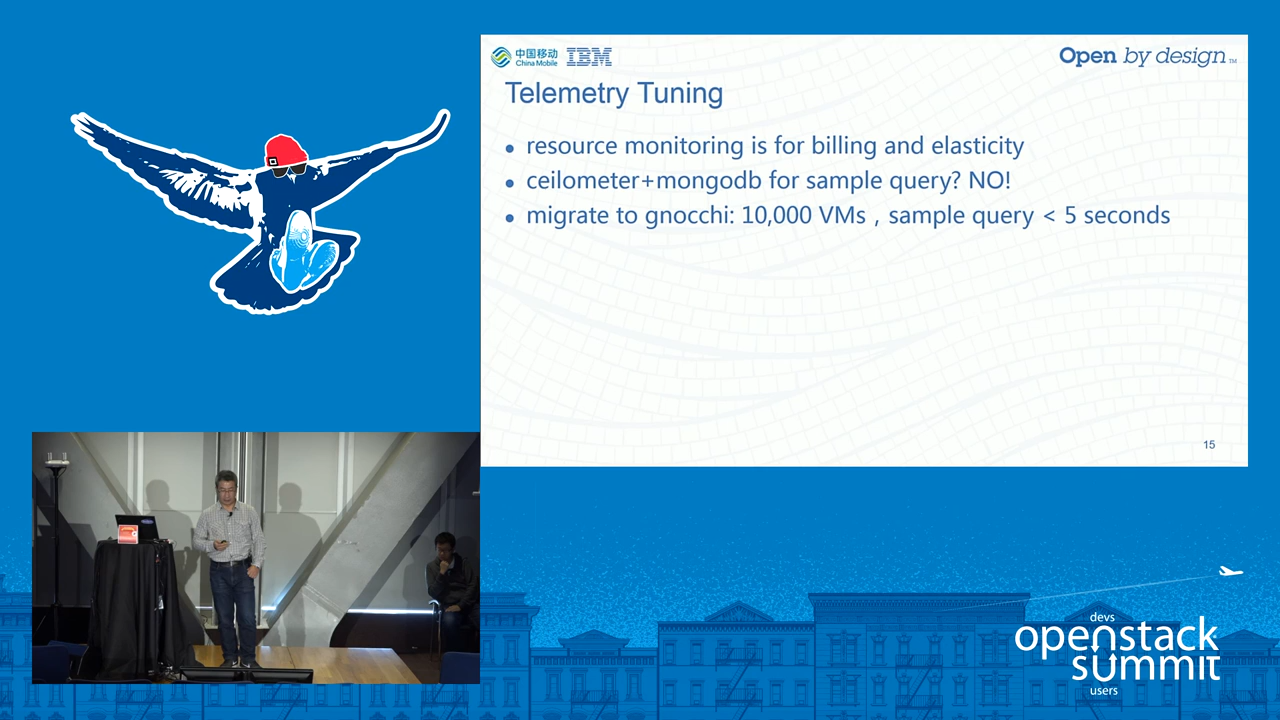 中国移动
China Mobile
IBM
Open by design™
Telemetry Tuning
• resource monitoring is for billing and elasticity
• ceilometer+mongodb for sample query? NO!
• migrate to gnocchi: 10,000 VMs , sample query < 5 seconds
15
devs
openstack
summit
users